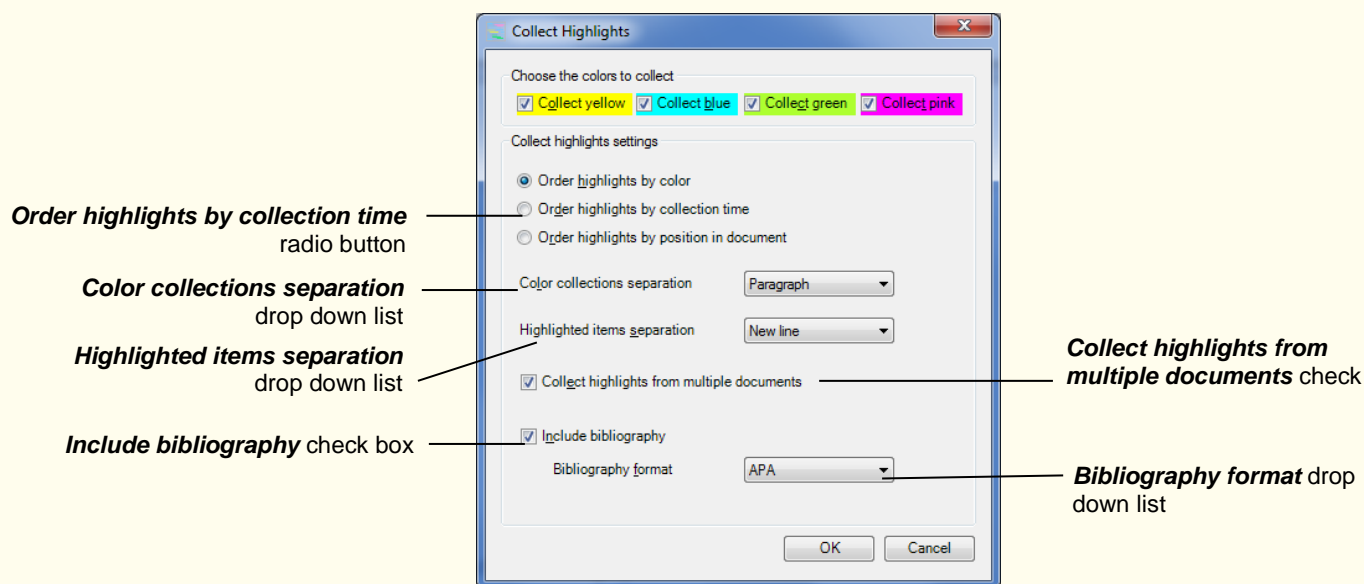 Collect Highlights
Choose the colors to collect
Collect yellow Collect blue Collect green Collect pink
Collect highlights settings
Order highlights by color
Order highlights by collection time
Order highlights by position in document
Color collections separation Paragraph
Highlighted items separation New line
Collect highlights from multiple documents
Include bibliography
Bibliography format APA
OK Cancel
Order highlights by collection time
radio button
Color collections separation
drop down list
Highlighted items separation
drop down list
Include bibliography check box
Collect highlights from
multiple documents check
Bibliography format drop
down list